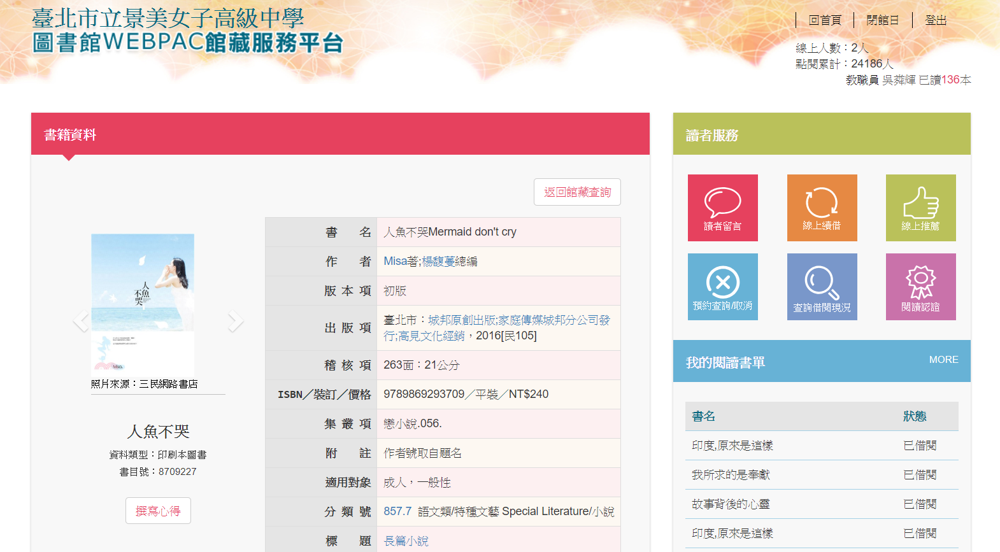 臺北市立景美女子高級中學
圖書館WEBPAC館藏服務平台
回首頁
閉館日
登出
線上人數：2人
點閱累計：24186人
教職員 吳葬輝 已讀136本
書籍資料
返回館藏查詢
人魚
不哭
Misa
照片來源：三民網路書店
人魚不哭
資料類型：印刷本圖書
書目號：8709227
撰寫心得
書 名 人魚不哭Mermaid don't cry
作 者 Misa著;楊馥蔓總編
版 本 項 初版
出 版 項 臺北市：城邦原創出版;家庭傳媒城邦分公司發
行;高見文化經銷，2016[民105]
稽 核 項 263面：21公分
ISBN／裝訂／價格 9789869293709／平裝／NT$240
集 叢 項 戀小說.056.
附 註 作者號取自題名
適用對象 成人，一般性
分 類 號 857.7 語文類/特種文藝 Special Literature/小說
標 題 長篇小說
讀者服務
讀者留言
線上續借
線上推薦
預約查詢/取消
查詢借閱現況
閱讀認證
我的閱讀書單
MORE
書名 狀態
印度,原來是這樣 已借閱
我所求的是奉獻 已借閱
故事背後的心靈 已借閱
印度,原來是這樣 已借閱